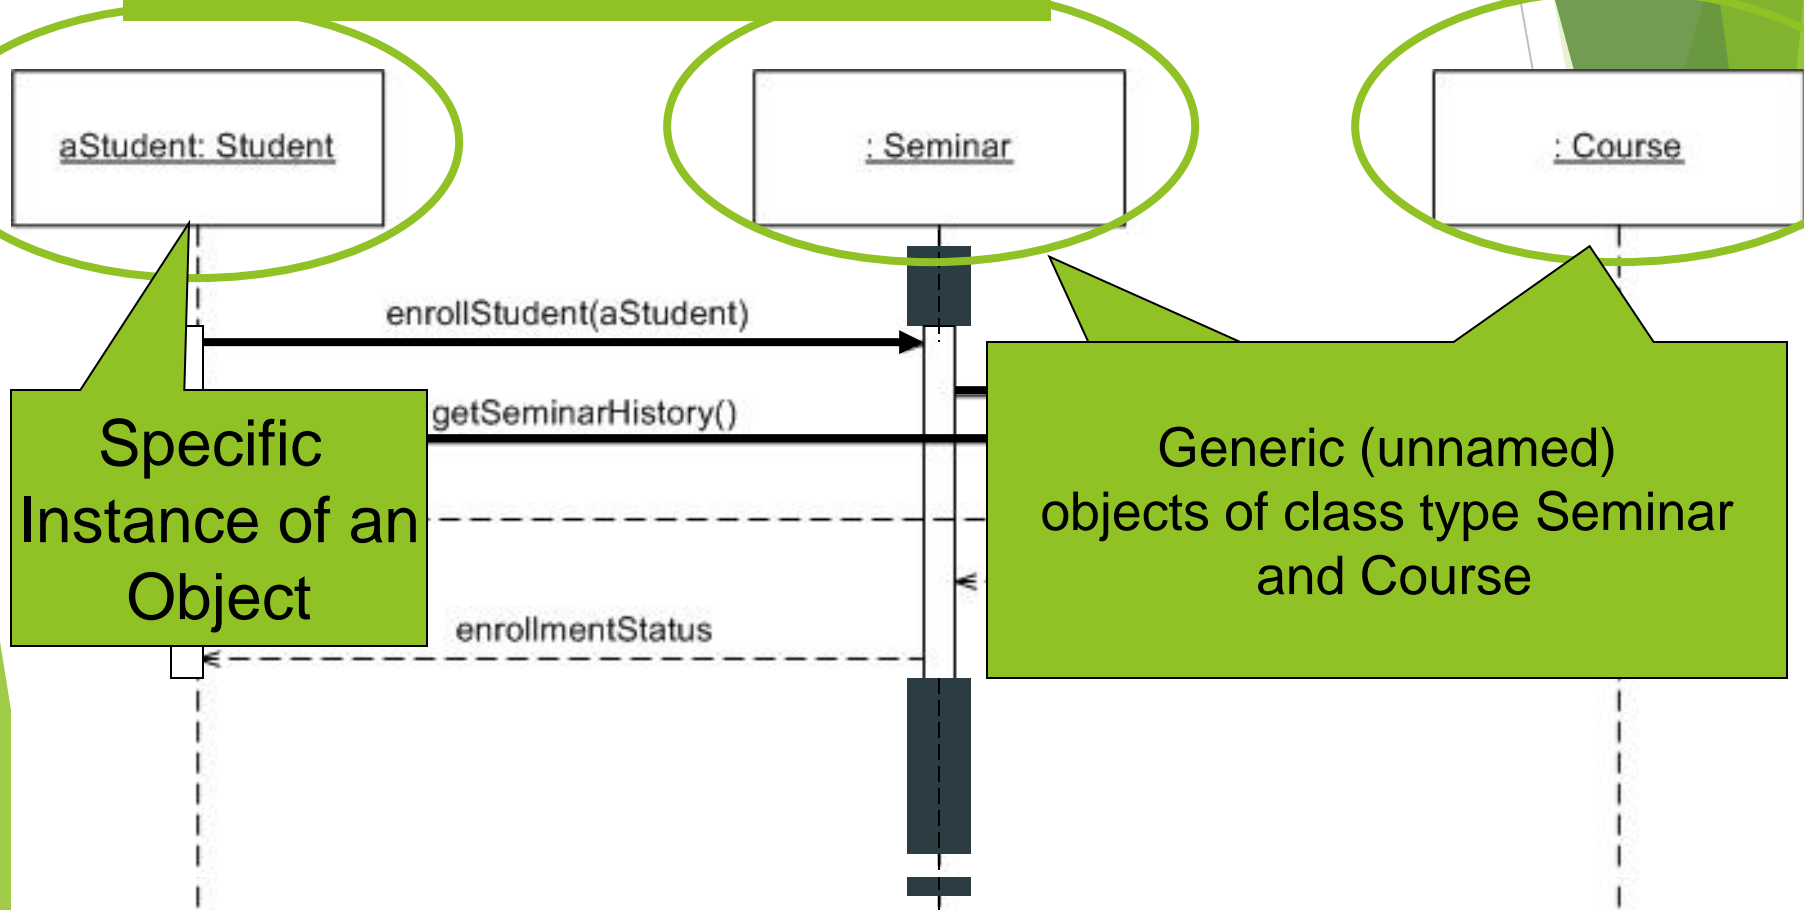 aStudent: Student
: Seminar
: Course
enrollStudent(aStudent)
getSeminarHistory()
Specific
Instance of an
Object
Generic (unnamed)
objects of class type Seminar
and Course
enrollmentStatus